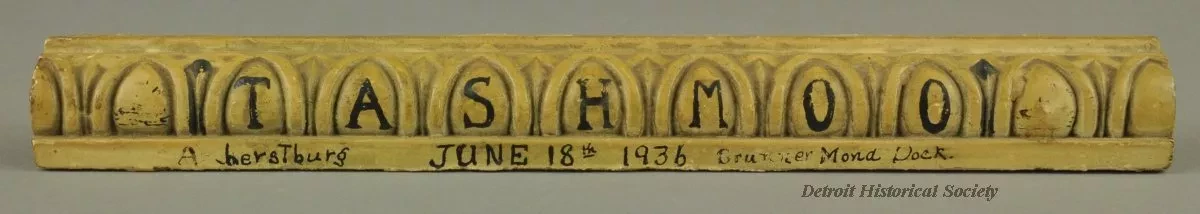 TASHMOO
Amherstburg JUNE 18th 1936 Brunner Mond Dock.
Detroit Historical Society